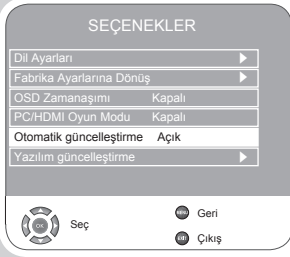 SEÇENEKLER
Dil Ayarları
Fabrika Ayarlarına Dönüş
OSD Zamanaşımı Kapalı
PC/HDMI Oyun Modu Kapalı
Otomatik güncelleştirme Açık
Yazılım güncelleştirme
OK Seç
MENU Geri
EXIT Çıkış